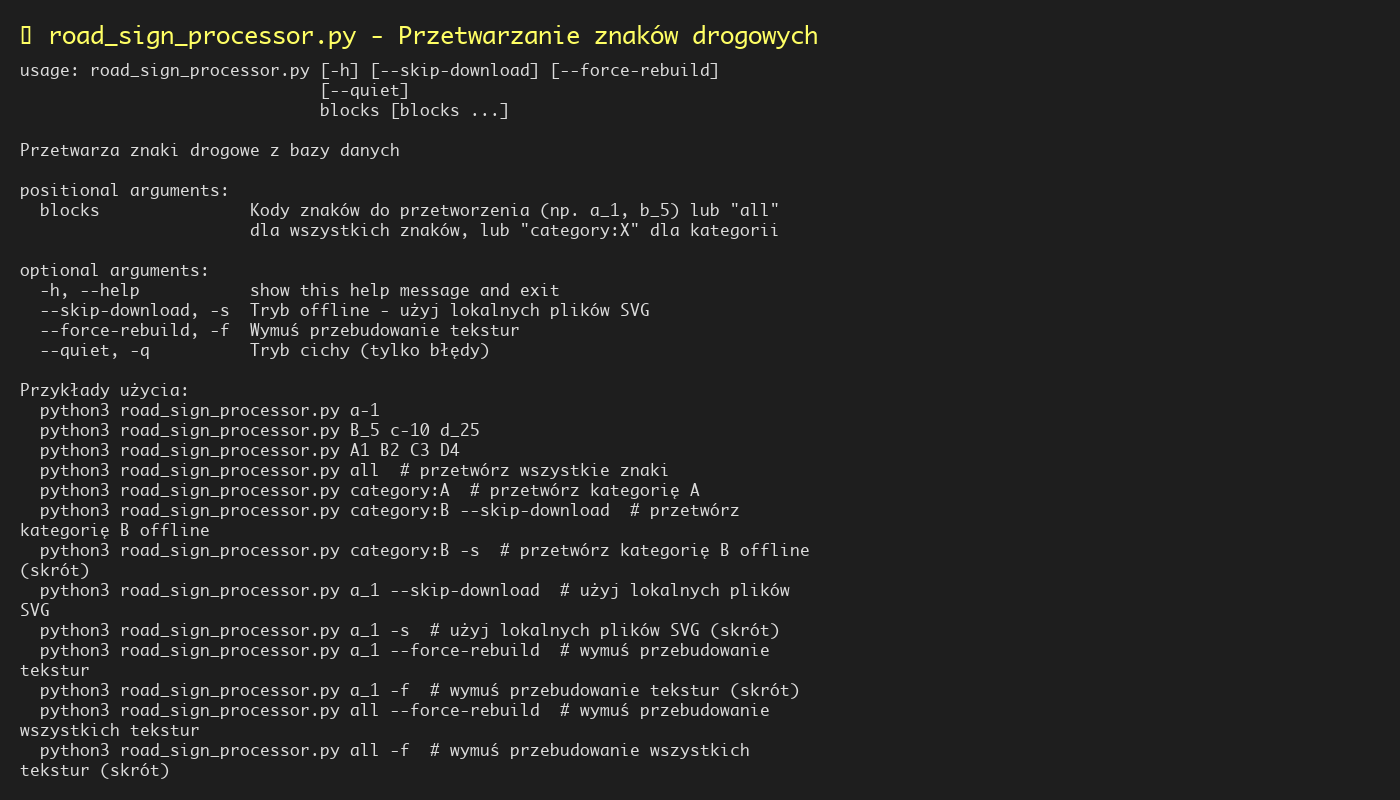 road_sign_processor.py - Przetwarzanie znaków drogowych
usage: road_sign_processor.py [-h] [--skip-download] [--force-rebuild]
                              [--quiet]
                              blocks [blocks ...]

Przetwarza znaki drogowe z bazy danych

positional arguments:
  blocks               Kody znaków do przetworzenia (np. a_1, b_5) lub "all"
                       dla wszystkich znaków, lub "category:X" dla kategorii

optional arguments:
  -h, --help           show this help message and exit
  --skip-download, -s  Tryb offline - użyj lokalnych plików SVG
  --force-rebuild, -f  Wymuś przebudowanie tekstur
  --quiet, -q          Tryb cichy (tylko błędy)

Przykłady użycia:
  python3 road_sign_processor.py a-1
  python3 road_sign_processor.py B_5 c-10 d_25
  python3 road_sign_processor.py A1 B2 C3 D4
  python3 road_sign_processor.py all  # przetwórz wszystkie znaki
  python3 road_sign_processor.py category:A  # przetwórz kategorię A
  python3 road_sign_processor.py category:B --skip-download  # przetwórz
kategorię B offline
  python3 road_sign_processor.py category:B -s  # przetwórz kategorię B offline
(skrót)
  python3 road_sign_processor.py a_1 --skip-download  # użyj lokalnych plików
SVG
  python3 road_sign_processor.py a_1 -s  # użyj lokalnych plików SVG (skrót)
  python3 road_sign_processor.py a_1 --force-rebuild  # wymuś przebudowanie
tekstur
  python3 road_sign_processor.py a_1 -f  # wymuś przebudowanie tekstur (skrót)
  python3 road_sign_processor.py all --force-rebuild  # wymuś przebudowanie
wszystkich tekstur
  python3 road_sign_processor.py all -f  # wymuś przebudowanie wszystkich
tekstur (skrót)